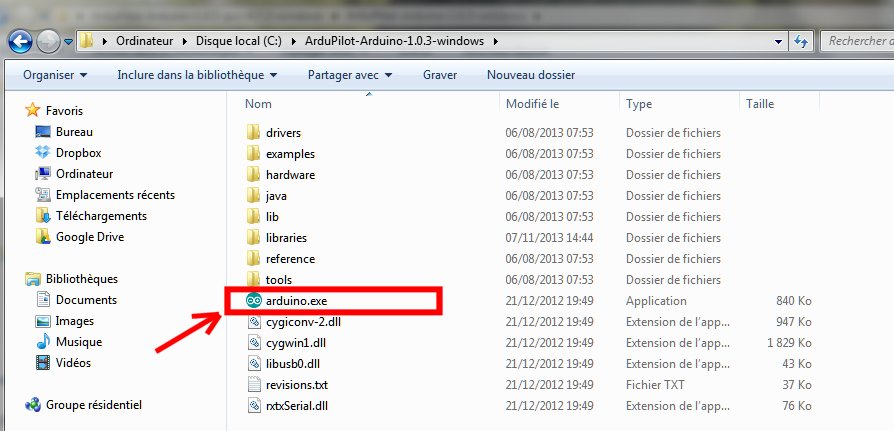 Ordinateur Disque local (C:) ArduPilot-Arduino-1.0.3-windows Rechercher d
Organiser Inclure dans la bibliothèque Partager avec Graver Nouveau dossier
Favoris
Bureau
Dropbox
Ordinateur
Emplacements récents
Téléchargements
Google Drive
Bibliothèques
Documents
Images
Musique
Vidéos
Groupe résidentiel
Nom Modifié le Type Taille
drivers 06/08/2013 07:53 Dossier de fichiers
examples 06/08/2013 07:53 Dossier de fichiers
hardware 06/08/2013 07:53 Dossier de fichiers
java 06/08/2013 07:53 Dossier de fichiers
lib 06/08/2013 07:53 Dossier de fichiers
libraries 07/11/2013 14:44 Dossier de fichiers
reference 06/08/2013 07:53 Dossier de fichiers
tools 06/08/2013 07:53 Dossier de fichiers
arduino.exe 21/12/2012 19:49 Application 840 Ko
cygiconv-2.dll 21/12/2012 19:49 Extension de l'app... 947 Ko
cygwin1.dll 21/12/2012 19:49 Extension de l'app... 1 829 Ko
libusb0.dll 21/12/2012 19:49 Extension de l'app... 43 Ko
revisions.txt 21/12/2012 19:49 Fichier TXT 37 Ko
rxtxSerial.dll 21/12/2012 19:49 Extension de l'app... 76 Ko